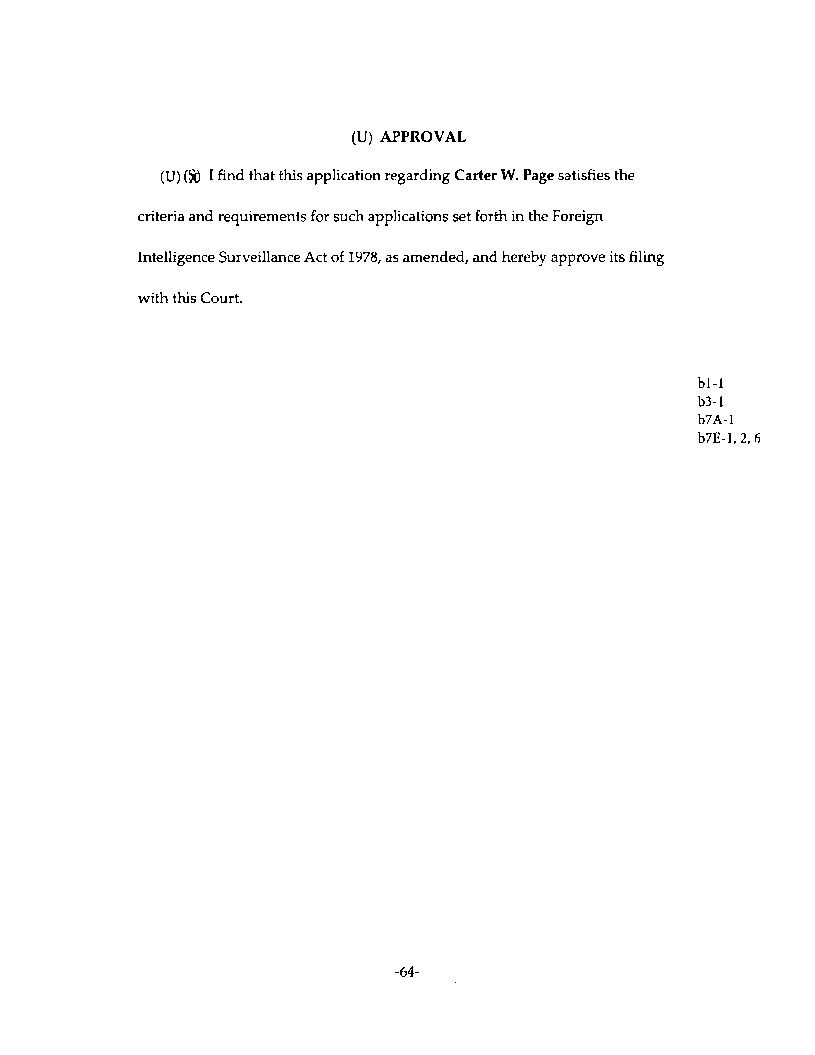 (U) APPROVAL
(U) (S) I find that this application regarding Carter W. Page satisfies the
criteria and requirements for such applications set forth in the Foreign
Intelligence Surveillance Act of 1978, as amended, and hereby approve its filing
with this Court.
b1-1
b3-1
b7A-1
b7E-1, 2, 6
-64-